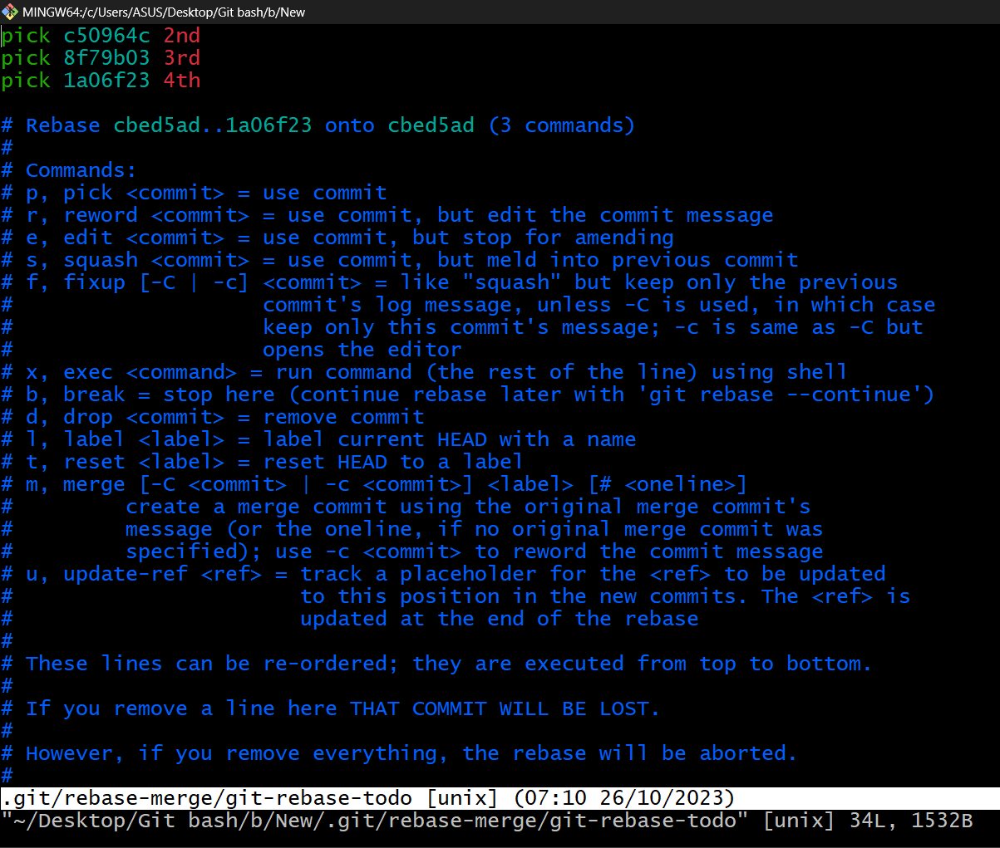 MINGW64:/c/Users/ASUS/Desktop/Git bash/b/New
pick c50964c 2nd
pick 8f79b03 3rd
pick 1a06f23 4th
# Rebase cbed5ad..1a06f23 onto cbed5ad (3 commands)
#
# Commands:
# p, pick <commit> = use commit
# r, reword <commit> = use commit, but edit the commit message
# e, edit <commit> = use commit, but stop for amending
# s, squash <commit> = use commit, but meld into previous commit
# f, fixup [-C | -c] <commit> = like "squash" but keep only the previous
#                    commit's log message, unless -C is used, in which case
#                    keep only this commit's message; -c is same as -C but
#                    opens the editor
# x, exec <command> = run command (the rest of the line) using shell
# b, break = stop here (continue rebase later with 'git rebase --continue')
# d, drop <commit> = remove commit
# l, label <label> = label current HEAD with a name
# t, reset <label> = reset HEAD to a label
# m, merge [-C <commit> | -c <commit>] <label> [# <oneline>]
#         create a merge commit using the original merge commit's
#         message (or the oneline, if no original merge commit was
#         specified); use -c <commit> to reword the commit message
# u, update-ref <ref> = track a placeholder for the <ref> to be updated
#                       to this position in the new commits. The <ref> is
#                       updated at the end of the rebase
#
# These lines can be re-ordered; they are executed from top to bottom.
#
# If you remove a line here THAT COMMIT WILL BE LOST.
#
# However, if you remove everything, the rebase will be aborted.
#
.git/rebase-merge/git-rebase-todo [unix] (07:10 26/10/2023)
"~/Desktop/Git bash/b/New/.git/rebase-merge/git-rebase-todo" [unix] 34L, 1532B